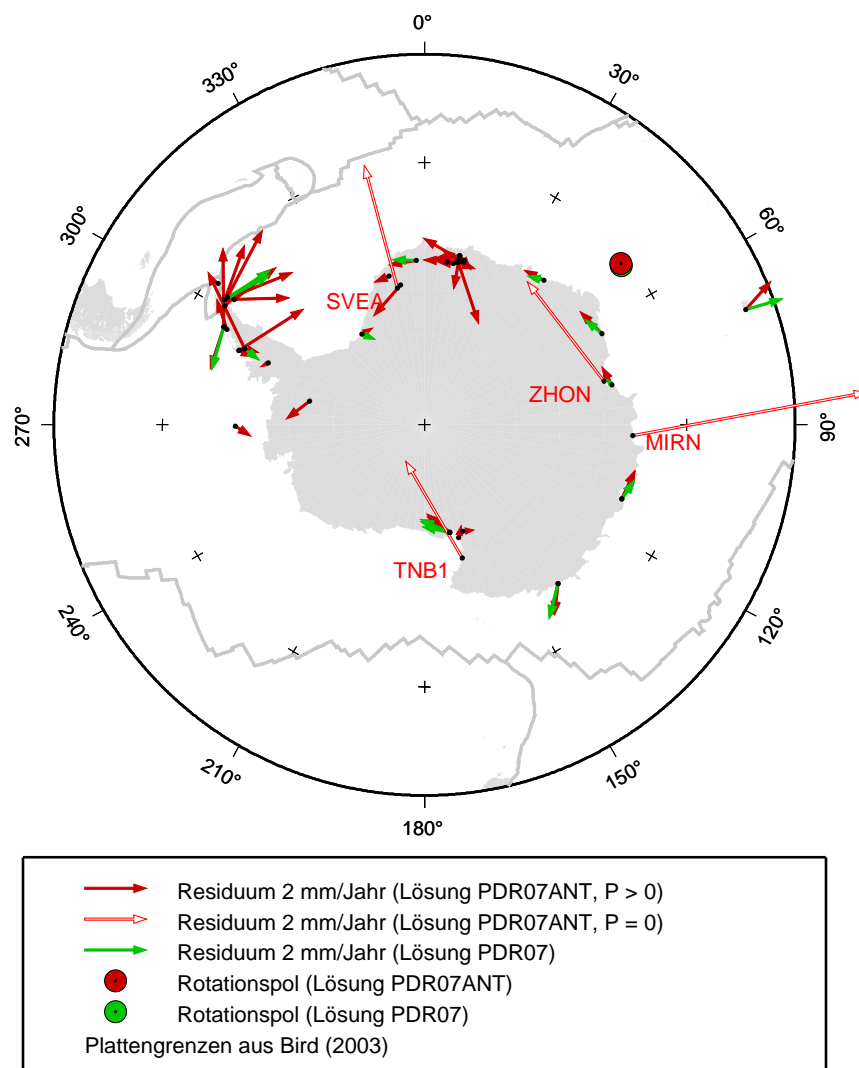 0°
30°
330°
60°
300°
SVEA
ZHON
MIRN
270°
90°
TNB1
240°
120°
210°
150°
180°
Residuum 2 mm/Jahr (Lösung PDR07ANT, P > 0)
Residuum 2 mm/Jahr (Lösung PDR07ANT, P = 0)
Residuum 2 mm/Jahr (Lösung PDR07)
Rotationspol (Lösung PDR07ANT)
Rotationspol (Lösung PDR07)
Plattengrenzen aus Bird (2003)